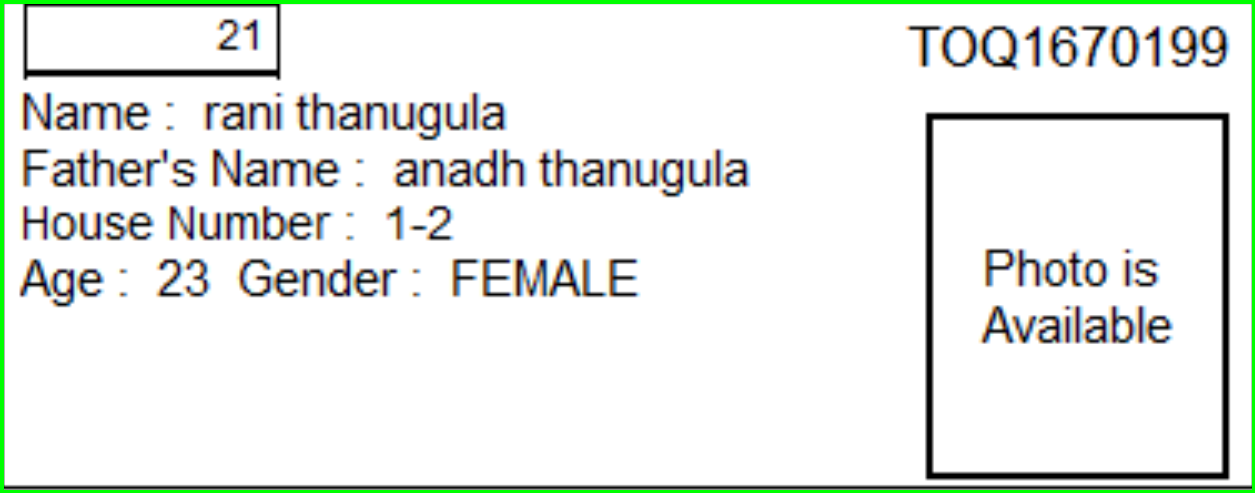 21
TOQ1670199
Name : rani thanugula
Father's Name : anadh thanugula
House Number : 1-2
Age : 23 Gender : FEMALE
Photo is
Available